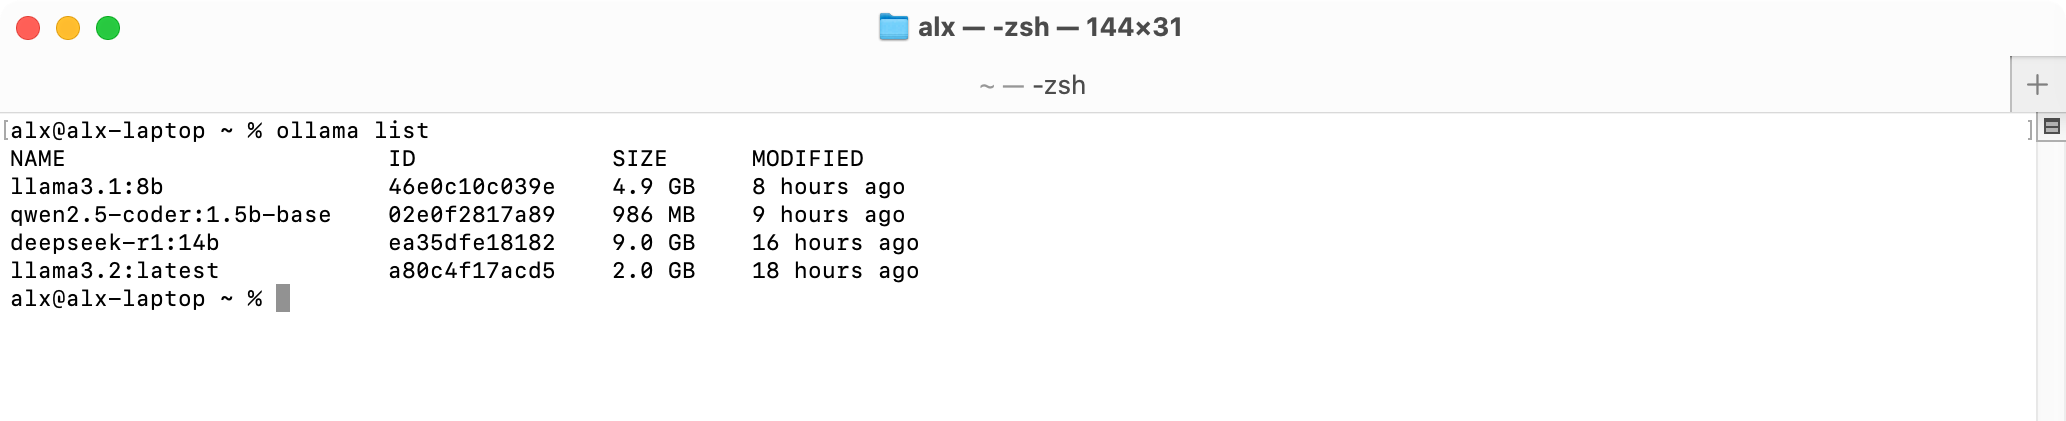 alx — -zsh — 144×31
~ — -zsh
[alx@alx-laptop ~ % ollama list ]
NAME ID SIZE MODIFIED
llama3.1:8b 46e0c10c039e 4.9 GB 8 hours ago
qwen2.5-coder:1.5b-base 02e0f2817a89 986 MB 9 hours ago
deepseek-r1:14b ea35dfe18182 9.0 GB 16 hours ago
llama3.2:latest a80c4f17acd5 2.0 GB 18 hours ago
alx@alx-laptop ~ %